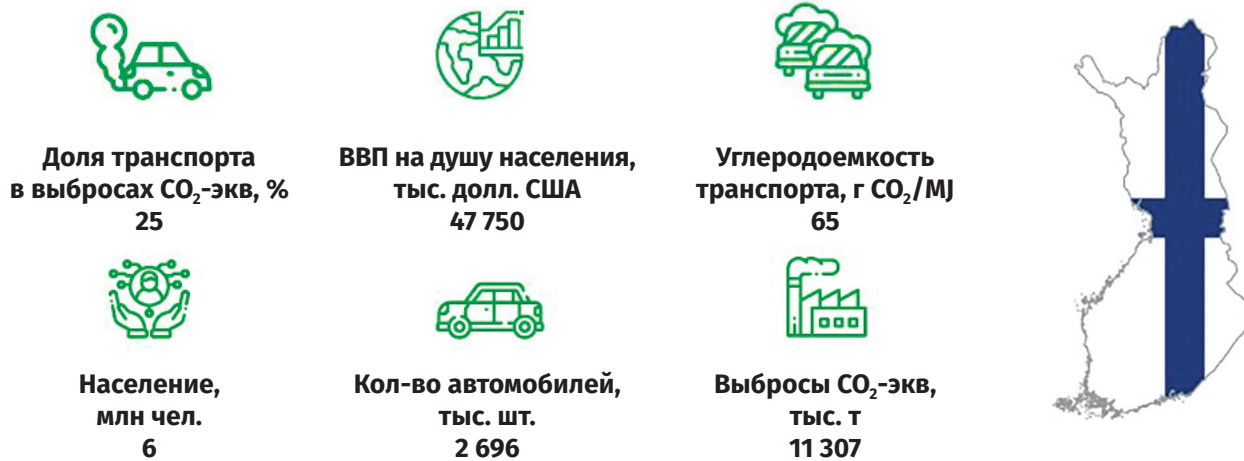 Доля транспорта
в выбросах CO₂-экв, %
25
ВВП на душу населения,
тыс. долл. США
47 750
Углеродоемкость
транспорта, г CO₂/MJ
65
Население,
млн чел.
6
Кол-во автомобилей,
тыс. шт.
2 696
Выбросы CO₂-экв,
тыс. т
11 307